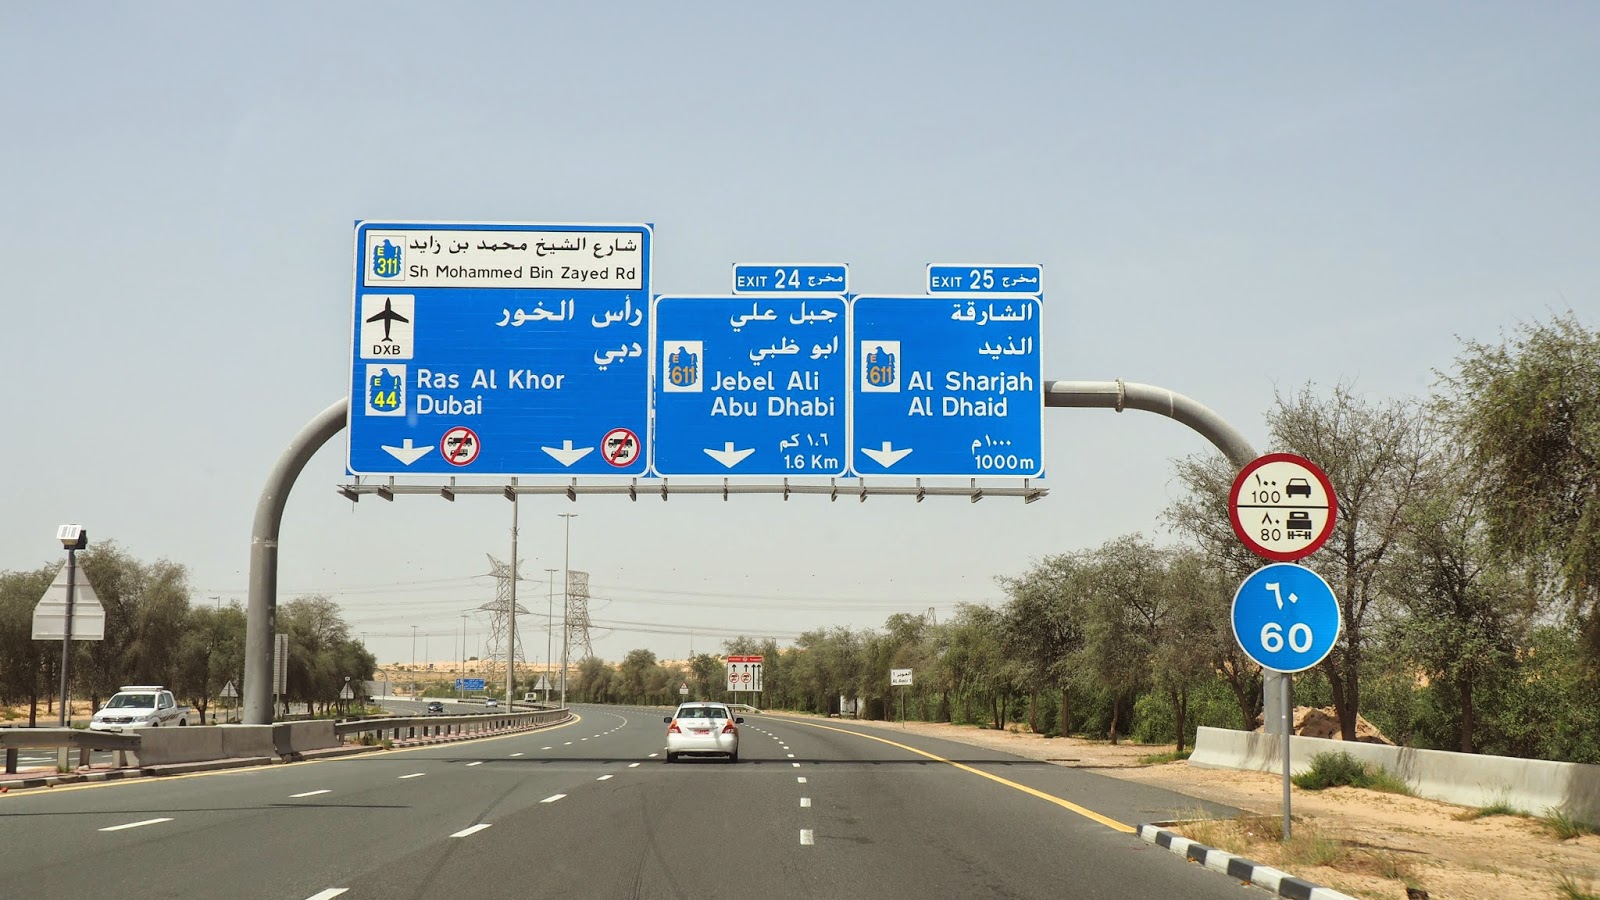 E 311
شارع الشيخ محمد بن زايد
Sh Mohammed Bin Zayed Rd
رأس الخور
دبي
DXB
E 44
Ras Al Khor
Dubai
EXIT 24 مخرج
جبل علي
ابو ظبي
E 611
Jebel Ali
Abu Dhabi
١.٦ كم
1.6 Km
EXIT 25 مخرج
الشارقة
الذيد
E 611
Al Sharjah
Al Dhaid
١٠٠٠ م
1000m
١٠٠
100
٨٠
80
٦٠
60